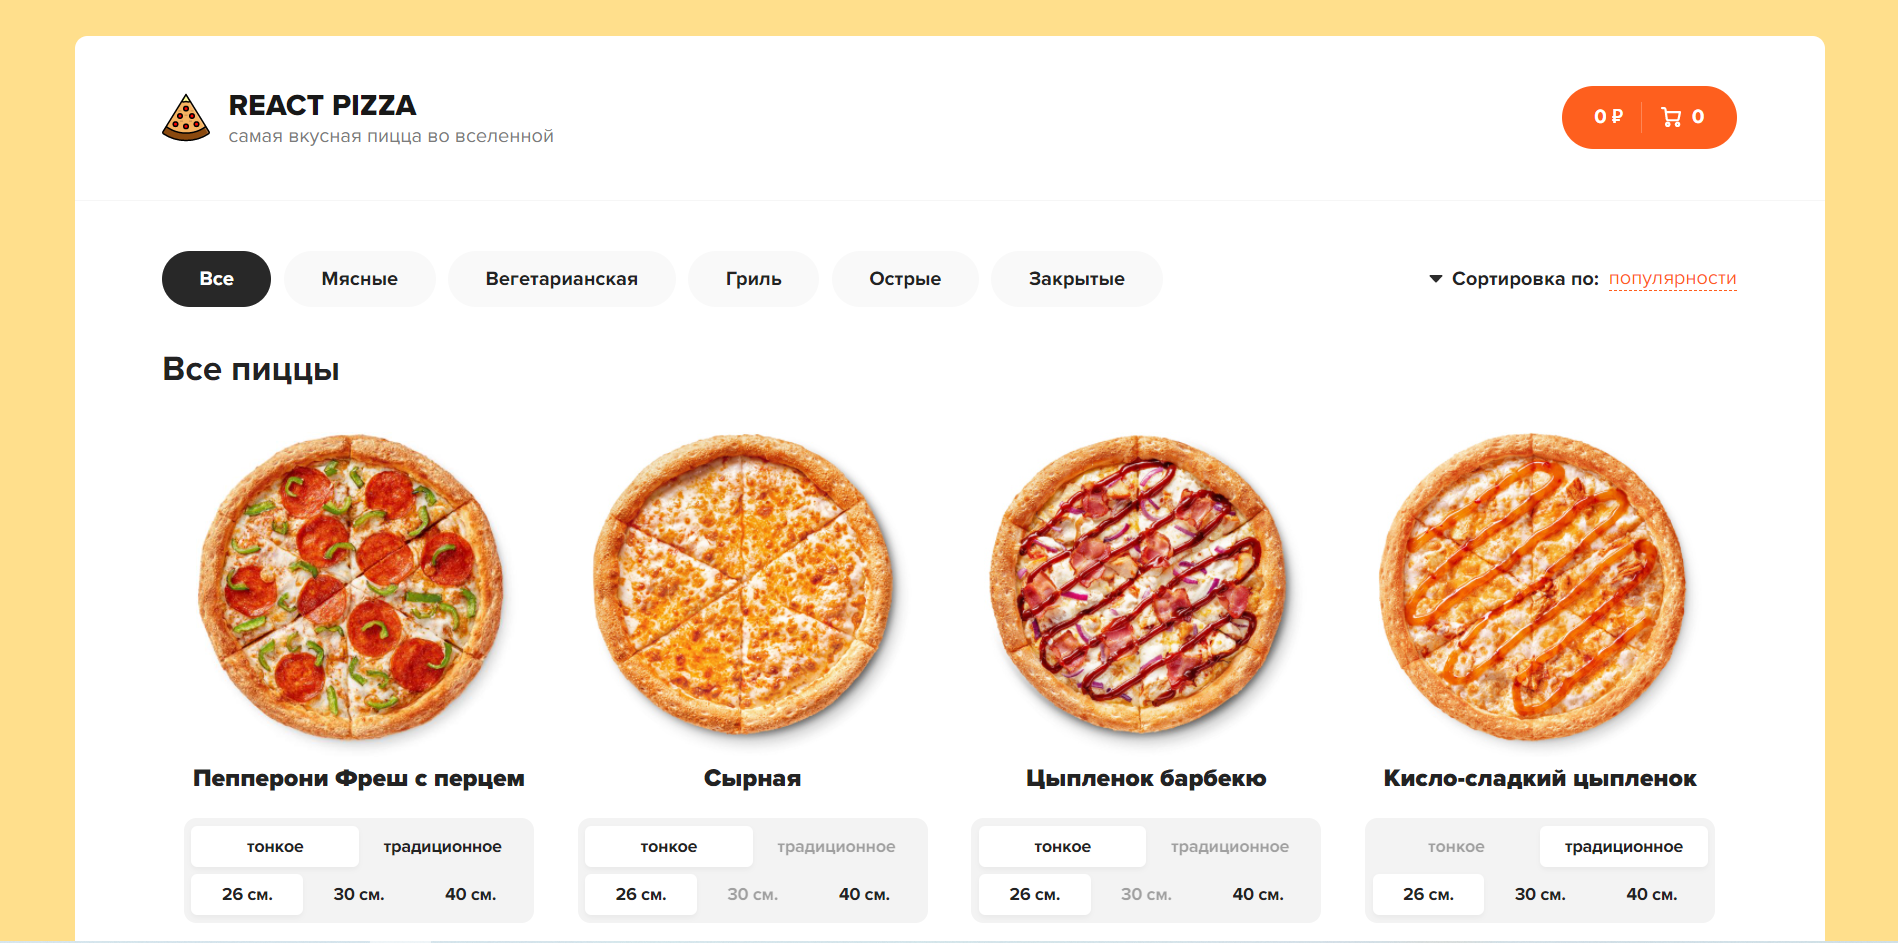 REACT PIZZA
самая вкусная пицца во вселенной
0 ₽ 0
Все Мясные Вегетарианская Гриль Острые Закрытые Сортировка по: популярности
Все пиццы
Пепперони Фреш с перцем Сырная Цыпленок барбекю Кисло-сладкий цыпленок
тонкое традиционное тонкое традиционное тонкое традиционное тонкое традиционное
26 см. 30 см. 40 см. 26 см. 30 см. 40 см. 26 см. 30 см. 40 см. 26 см. 30 см. 40 см.